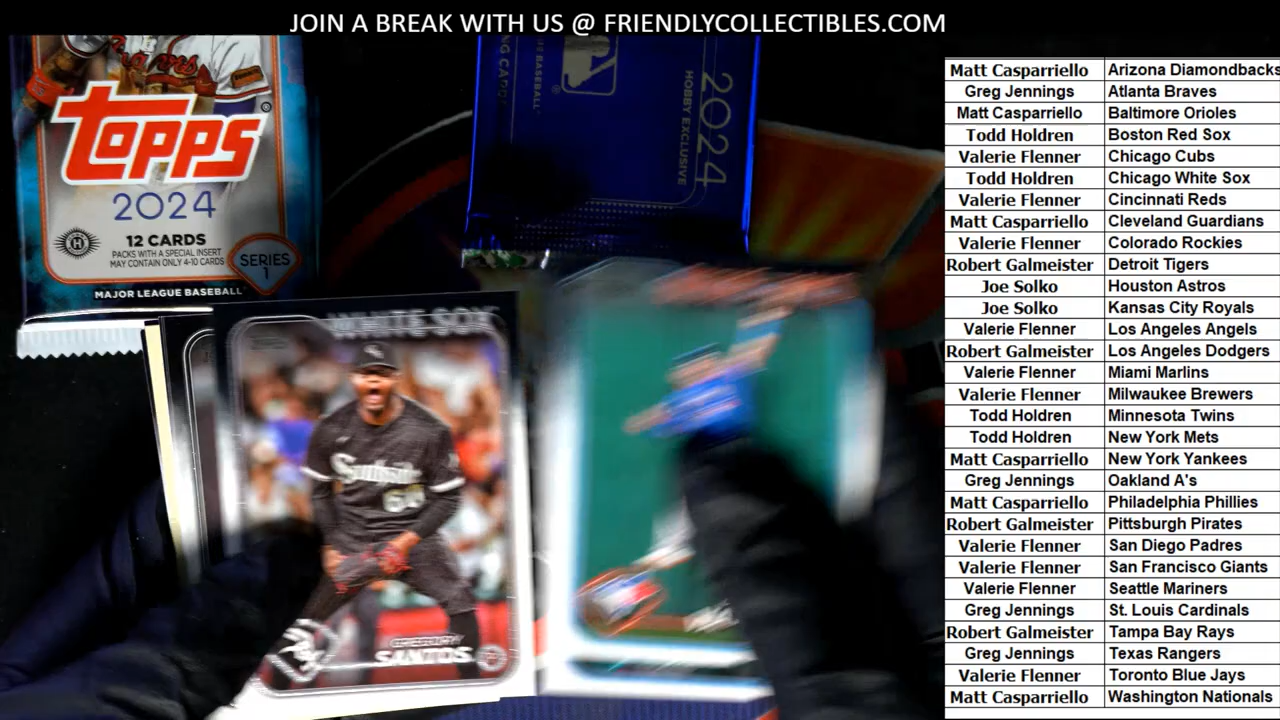 JOIN A BREAK WITH US @ FRIENDLYCOLLECTIBLES.COM
TOPPS ®
2024
12 CARDS
PACKS WITH A SPECIAL INSERT
MAY CONTAIN ONLY 4-10 CARDS
SERIES
1
MAJOR LEAGUE BASEBALL
2024
HOBBY EXCLUSIVE
BASEBALL
WHITE SOX
GREGORY
SANTOS
Matt Casparriello Arizona Diamondbacks
Greg Jennings Atlanta Braves
Matt Casparriello Baltimore Orioles
Todd Holdren Boston Red Sox
Valerie Flenner Chicago Cubs
Todd Holdren Chicago White Sox
Valerie Flenner Cincinnati Reds
Matt Casparriello Cleveland Guardians
Valerie Flenner Colorado Rockies
Robert Galmeister Detroit Tigers
Joe Solko Houston Astros
Joe Solko Kansas City Royals
Valerie Flenner Los Angeles Angels
Robert Galmeister Los Angeles Dodgers
Valerie Flenner Miami Marlins
Valerie Flenner Milwaukee Brewers
Todd Holdren Minnesota Twins
Todd Holdren New York Mets
Matt Casparriello New York Yankees
Greg Jennings Oakland A's
Matt Casparriello Philadelphia Phillies
Robert Galmeister Pittsburgh Pirates
Valerie Flenner San Diego Padres
Valerie Flenner San Francisco Giants
Valerie Flenner Seattle Mariners
Greg Jennings St. Louis Cardinals
Robert Galmeister Tampa Bay Rays
Greg Jennings Texas Rangers
Valerie Flenner Toronto Blue Jays
Matt Casparriello Washington Nationals